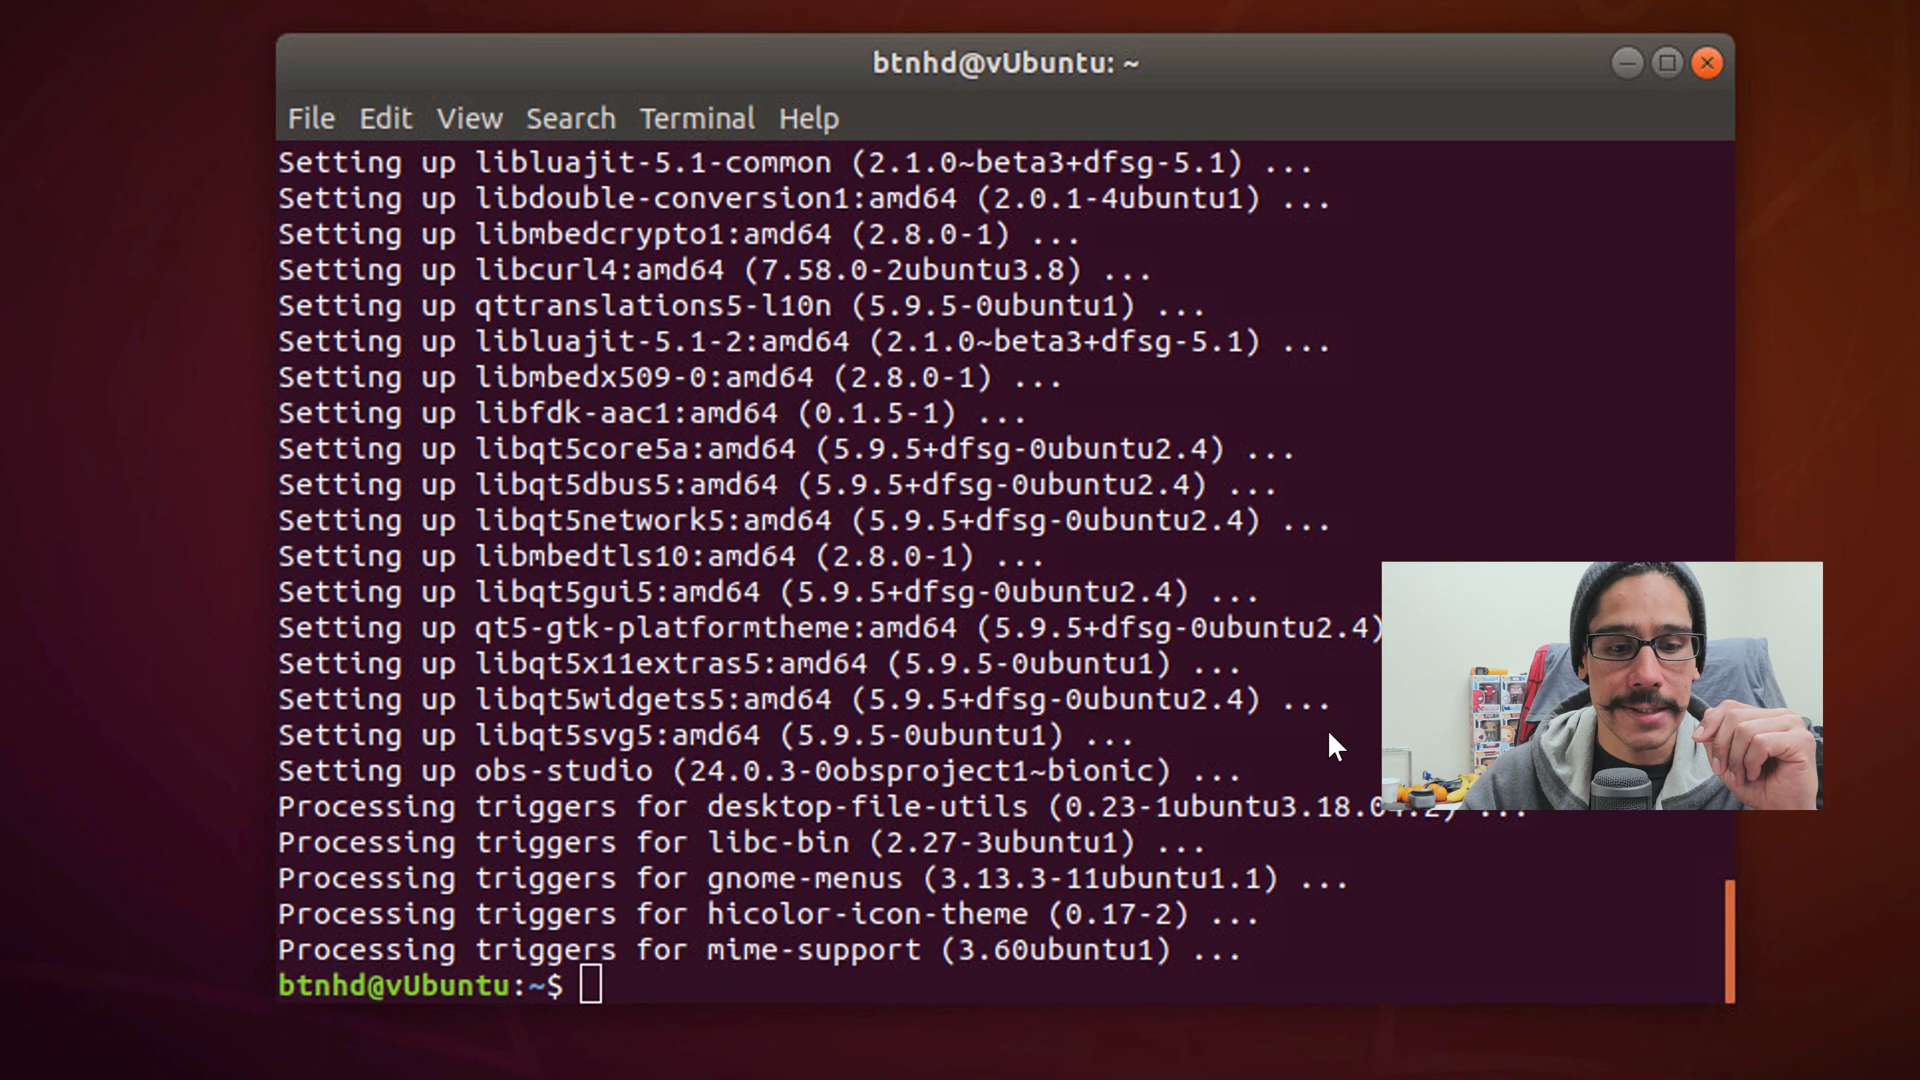 btnhd@vUbuntu: ~
File Edit View Search Terminal Help
Setting up libluajit-5.1-common (2.1.0~beta3+dfsg-5.1) ...
Setting up libdouble-conversion1:amd64 (2.0.1-4ubuntu1) ...
Setting up libmbedcrypto1:amd64 (2.8.0-1) ...
Setting up libcurl4:amd64 (7.58.0-2ubuntu3.8) ...
Setting up qttranslations5-l10n (5.9.5-0ubuntu1) ...
Setting up libluajit-5.1-2:amd64 (2.1.0~beta3+dfsg-5.1) ...
Setting up libmbedx509-0:amd64 (2.8.0-1) ...
Setting up libfdk-aac1:amd64 (0.1.5-1) ...
Setting up libqt5core5a:amd64 (5.9.5+dfsg-0ubuntu2.4) ...
Setting up libqt5dbus5:amd64 (5.9.5+dfsg-0ubuntu2.4) ...
Setting up libqt5network5:amd64 (5.9.5+dfsg-0ubuntu2.4) ...
Setting up libmbedtls10:amd64 (2.8.0-1) ...
Setting up libqt5gui5:amd64 (5.9.5+dfsg-0ubuntu2.4) ...
Setting up qt5-gtk-platformtheme:amd64 (5.9.5+dfsg-0ubuntu2.4)
Setting up libqt5x11extras5:amd64 (5.9.5-0ubuntu1) ...
Setting up libqt5widgets5:amd64 (5.9.5+dfsg-0ubuntu2.4) ...
Setting up libqt5svg5:amd64 (5.9.5-0ubuntu1) ...
Setting up obs-studio (24.0.3-0obsproject1~bionic) ...
Processing triggers for desktop-file-utils (0.23-1ubuntu3.18.04.2) ...
Processing triggers for libc-bin (2.27-3ubuntu1) ...
Processing triggers for gnome-menus (3.13.3-11ubuntu1.1) ...
Processing triggers for hicolor-icon-theme (0.17-2) ...
Processing triggers for mime-support (3.60ubuntu1) ...
btnhd@vUbuntu:~$